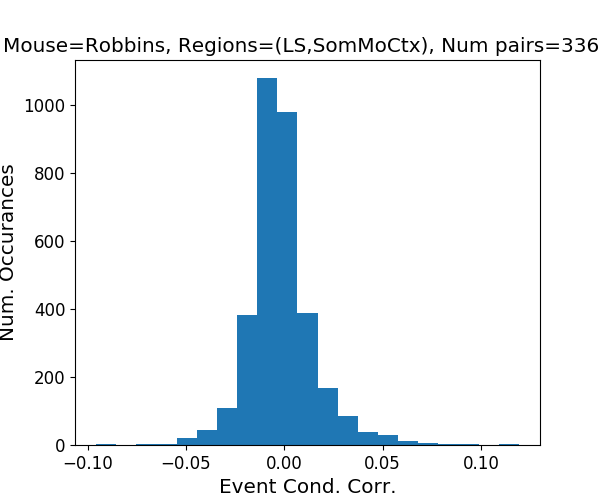 Mouse=Robbins, Regions=(LS,SomMoCtx), Num pairs=336
Num. Occurances
1000
800
600
400
200
0
−0.10 −0.05 0.00 0.05 0.10
Event Cond. Corr.